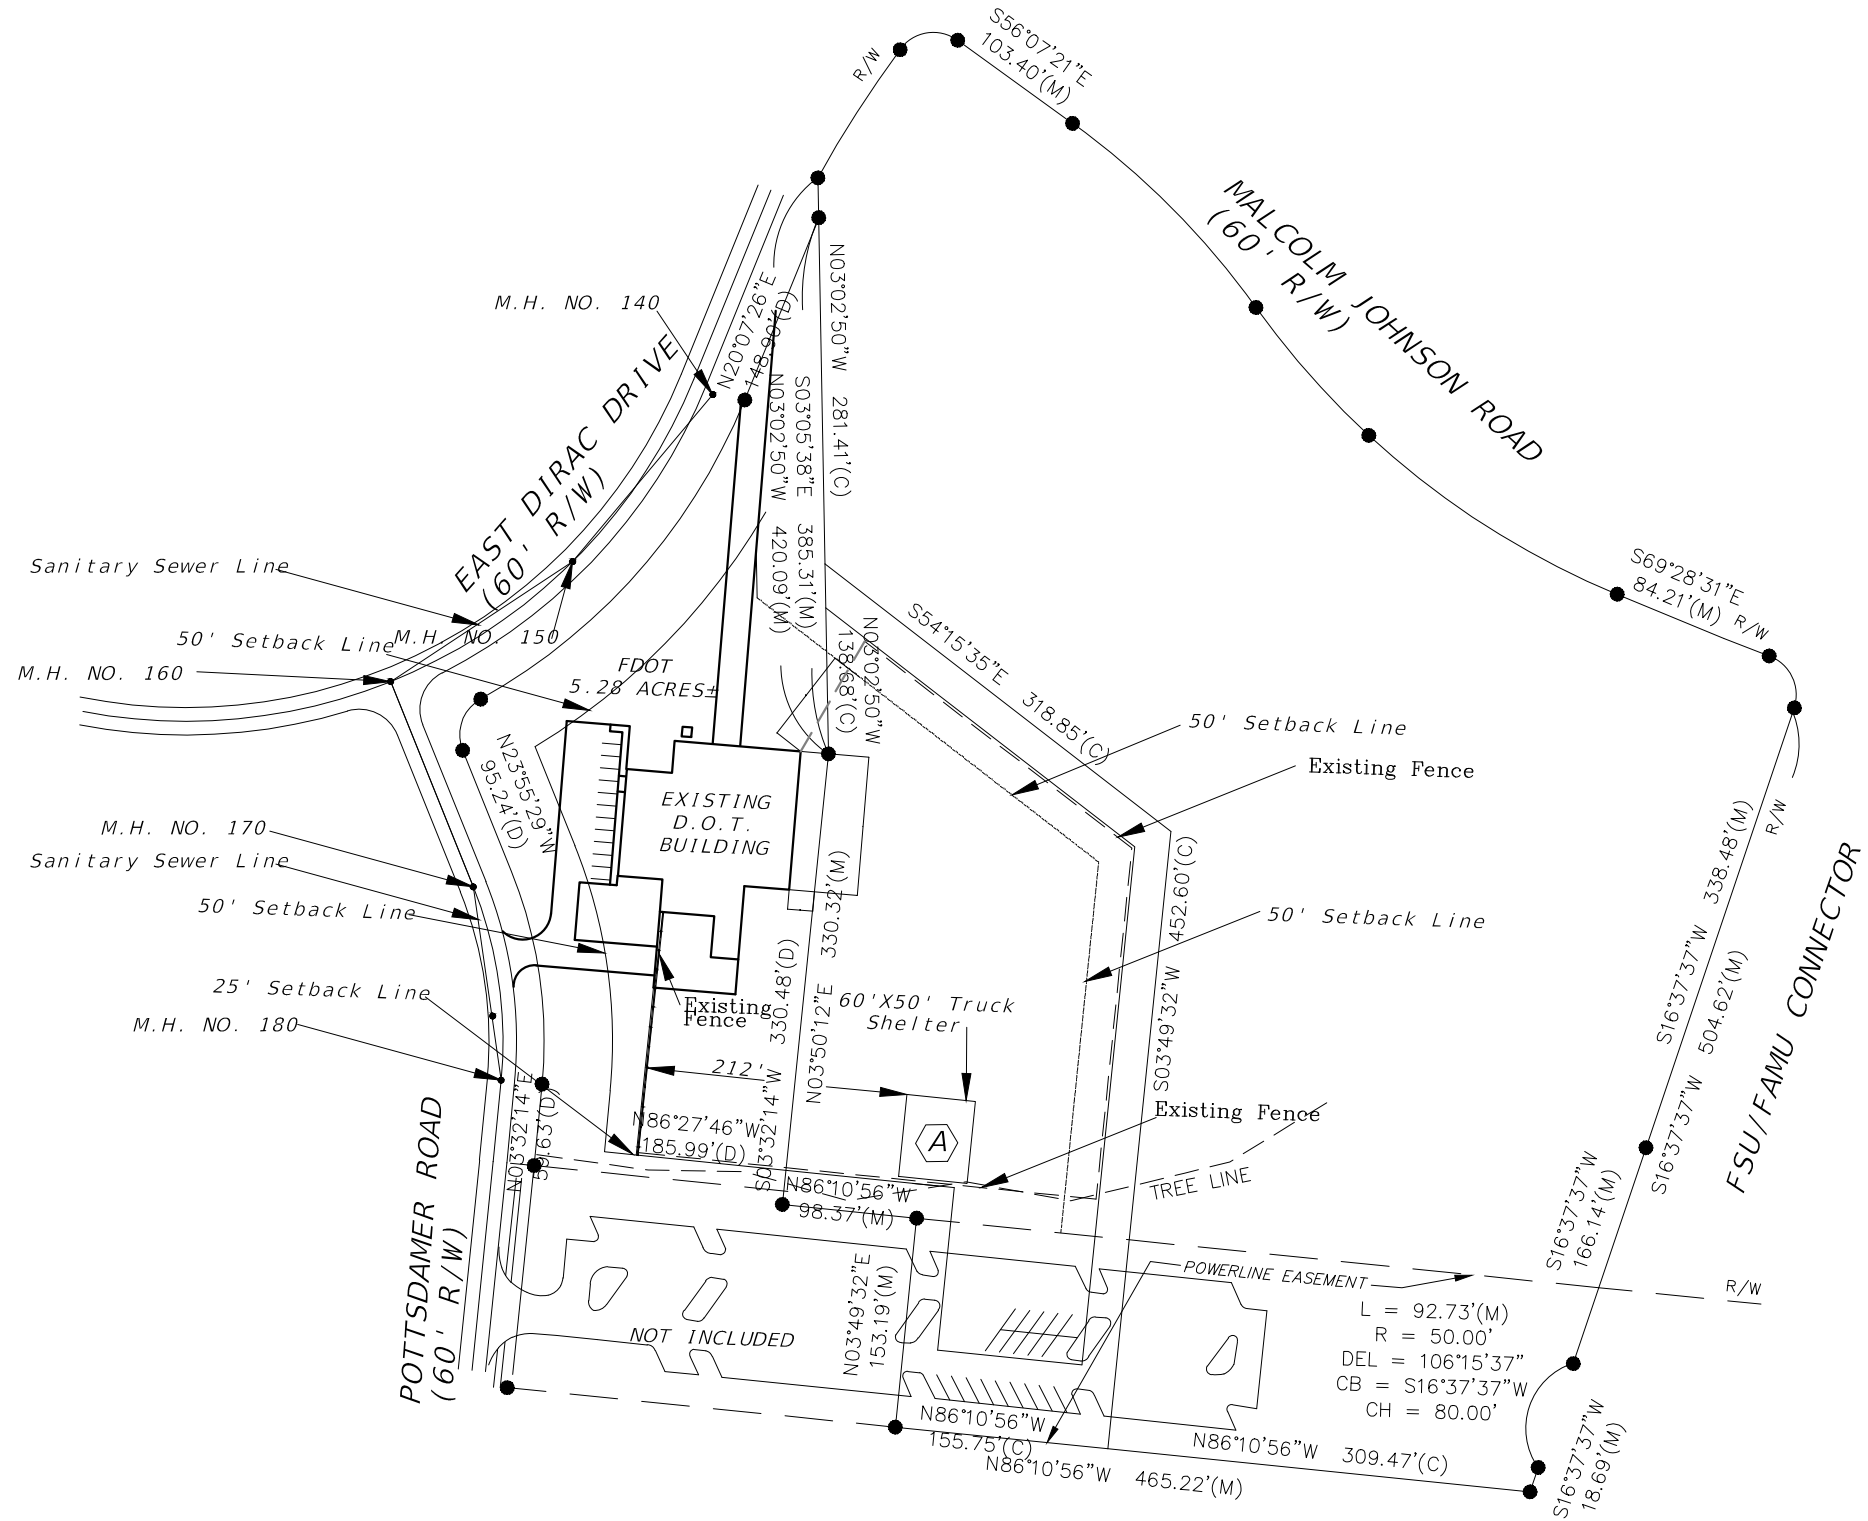 S56°07'21"E
103.40'(M)
R/W
MALCOLM JOHNSON ROAD
(60' R/W)
M.H. NO. 140
N20°07'26"E
148.90'(D)
N03°02'50"W 281.41'(C)
S03°05'38"E 385.31'(M)
N03°02'50"W 420.09'(M)
EAST DIRAC DRIVE
(60' R/W)
Sanitary Sewer Line
M.H. NO. 150
50' Setback Line
M.H. NO. 160
FDOT
5.28 ACRES±
N03°02'50"W
138.68'(C)
S54°15'35"E 318.85'(C)
S69°28'31"E
84.21'(M)
R/W
50' Setback Line
Existing Fence
N23°55'29"W
95.24'(D)
EXISTING
D.O.T.
BUILDING
M.H. NO. 170
Sanitary Sewer Line
50' Setback Line
50' Setback Line
S16°37'37"W 338.48'(M)
R/W
S16°37'37"W 504.62'(M)
FSU/FAMU CONNECTOR
S03°49'32"W 452.60'(C)
N03°50'12"E 330.32'(M)
S03°32'14"W 330.48'(D)
25' Setback Line
M.H. NO. 180
Existing
Fence
60'X50' Truck
Shelter
212'
A
N86°27'46"W
185.99'(D)
Existing Fence
TREE LINE
N03°32'14"E
59.63'(D)
N86°10'56"W
98.37'(M)
S16°37'37"W
166.14'(M)
POTTSDAMER ROAD
(60' R/W)
N03°49'32"E
153.19'(M)
POWERLINE EASEMENT
R/W
L = 92.73'(M)
R = 50.00'
DEL = 106°15'37"
CB = S16°37'37"W
CH = 80.00'
NOT INCLUDED
N86°10'56"W
155.75'(C)
N86°10'56"W 309.47'(C)
N86°10'56"W 465.22'(M)
S16°37'37"W
18.69'(M)